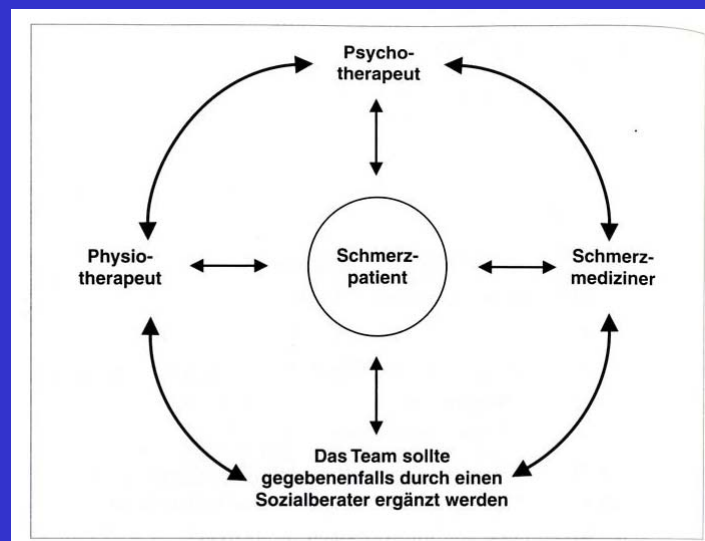 Psycho-
therapeut
Physio-
therapeut
Schmerz-
patient
Schmerz-
mediziner
Das Team sollte
gegebenenfalls durch einen
Sozialberater ergänzt werden